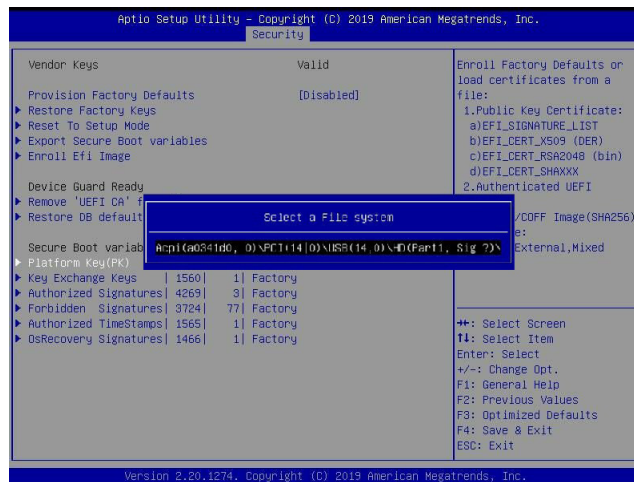 Aptio Setup Utility – Copyright (C) 2019 American Megatrends, Inc.
Security
Vendor Keys Valid
Provision Factory Defaults [Disabled]
Restore Factory Keys
Reset To Setup Mode
Export Secure Boot variables
Enroll Efi Image
Device Guard Ready
Remove 'UEFI CA' f
Restore DB default
Secure Boot variab
Platform Key(PK)
Key Exchange Keys | 1560| 1| Factory
Authorized Signatures| 4269| 3| Factory
Forbidden Signatures| 3724| 77| Factory
Authorized TimeStamps| 1565| 1| Factory
OsRecovery Signatures| 1466| 1| Factory
Select a File system
Acpi(a0341d0, 0)\PCI(14|0)\USB(14,0)\HD(Part1, Sig ?)\
Enroll Factory Defaults or
load certificates from a
file:
1.Public Key Certificate:
a)EFI_SIGNATURE_LIST
b)EFI_CERT_X509 (DER)
c)EFI_CERT_RSA2048 (bin)
d)EFI_CERT_SHAXXX
2.Authenticated UEFI
/COFF Image(SHA256)
e:
External,Mixed
→←: Select Screen
↑↓: Select Item
Enter: Select
+/-: Change Opt.
F1: General Help
F2: Previous Values
F3: Optimized Defaults
F4: Save & Exit
ESC: Exit
Version 2.20.1274. Copyright (C) 2019 American Megatrends, Inc.